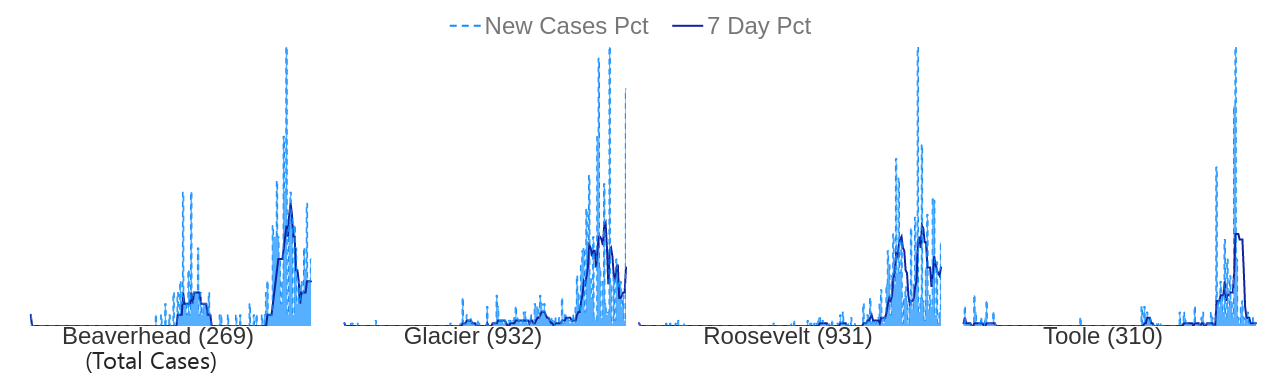 New Cases Pct 7 Day Pct
Beaverhead (269) Glacier (932) Roosevelt (931) Toole (310)
(Total Cases)